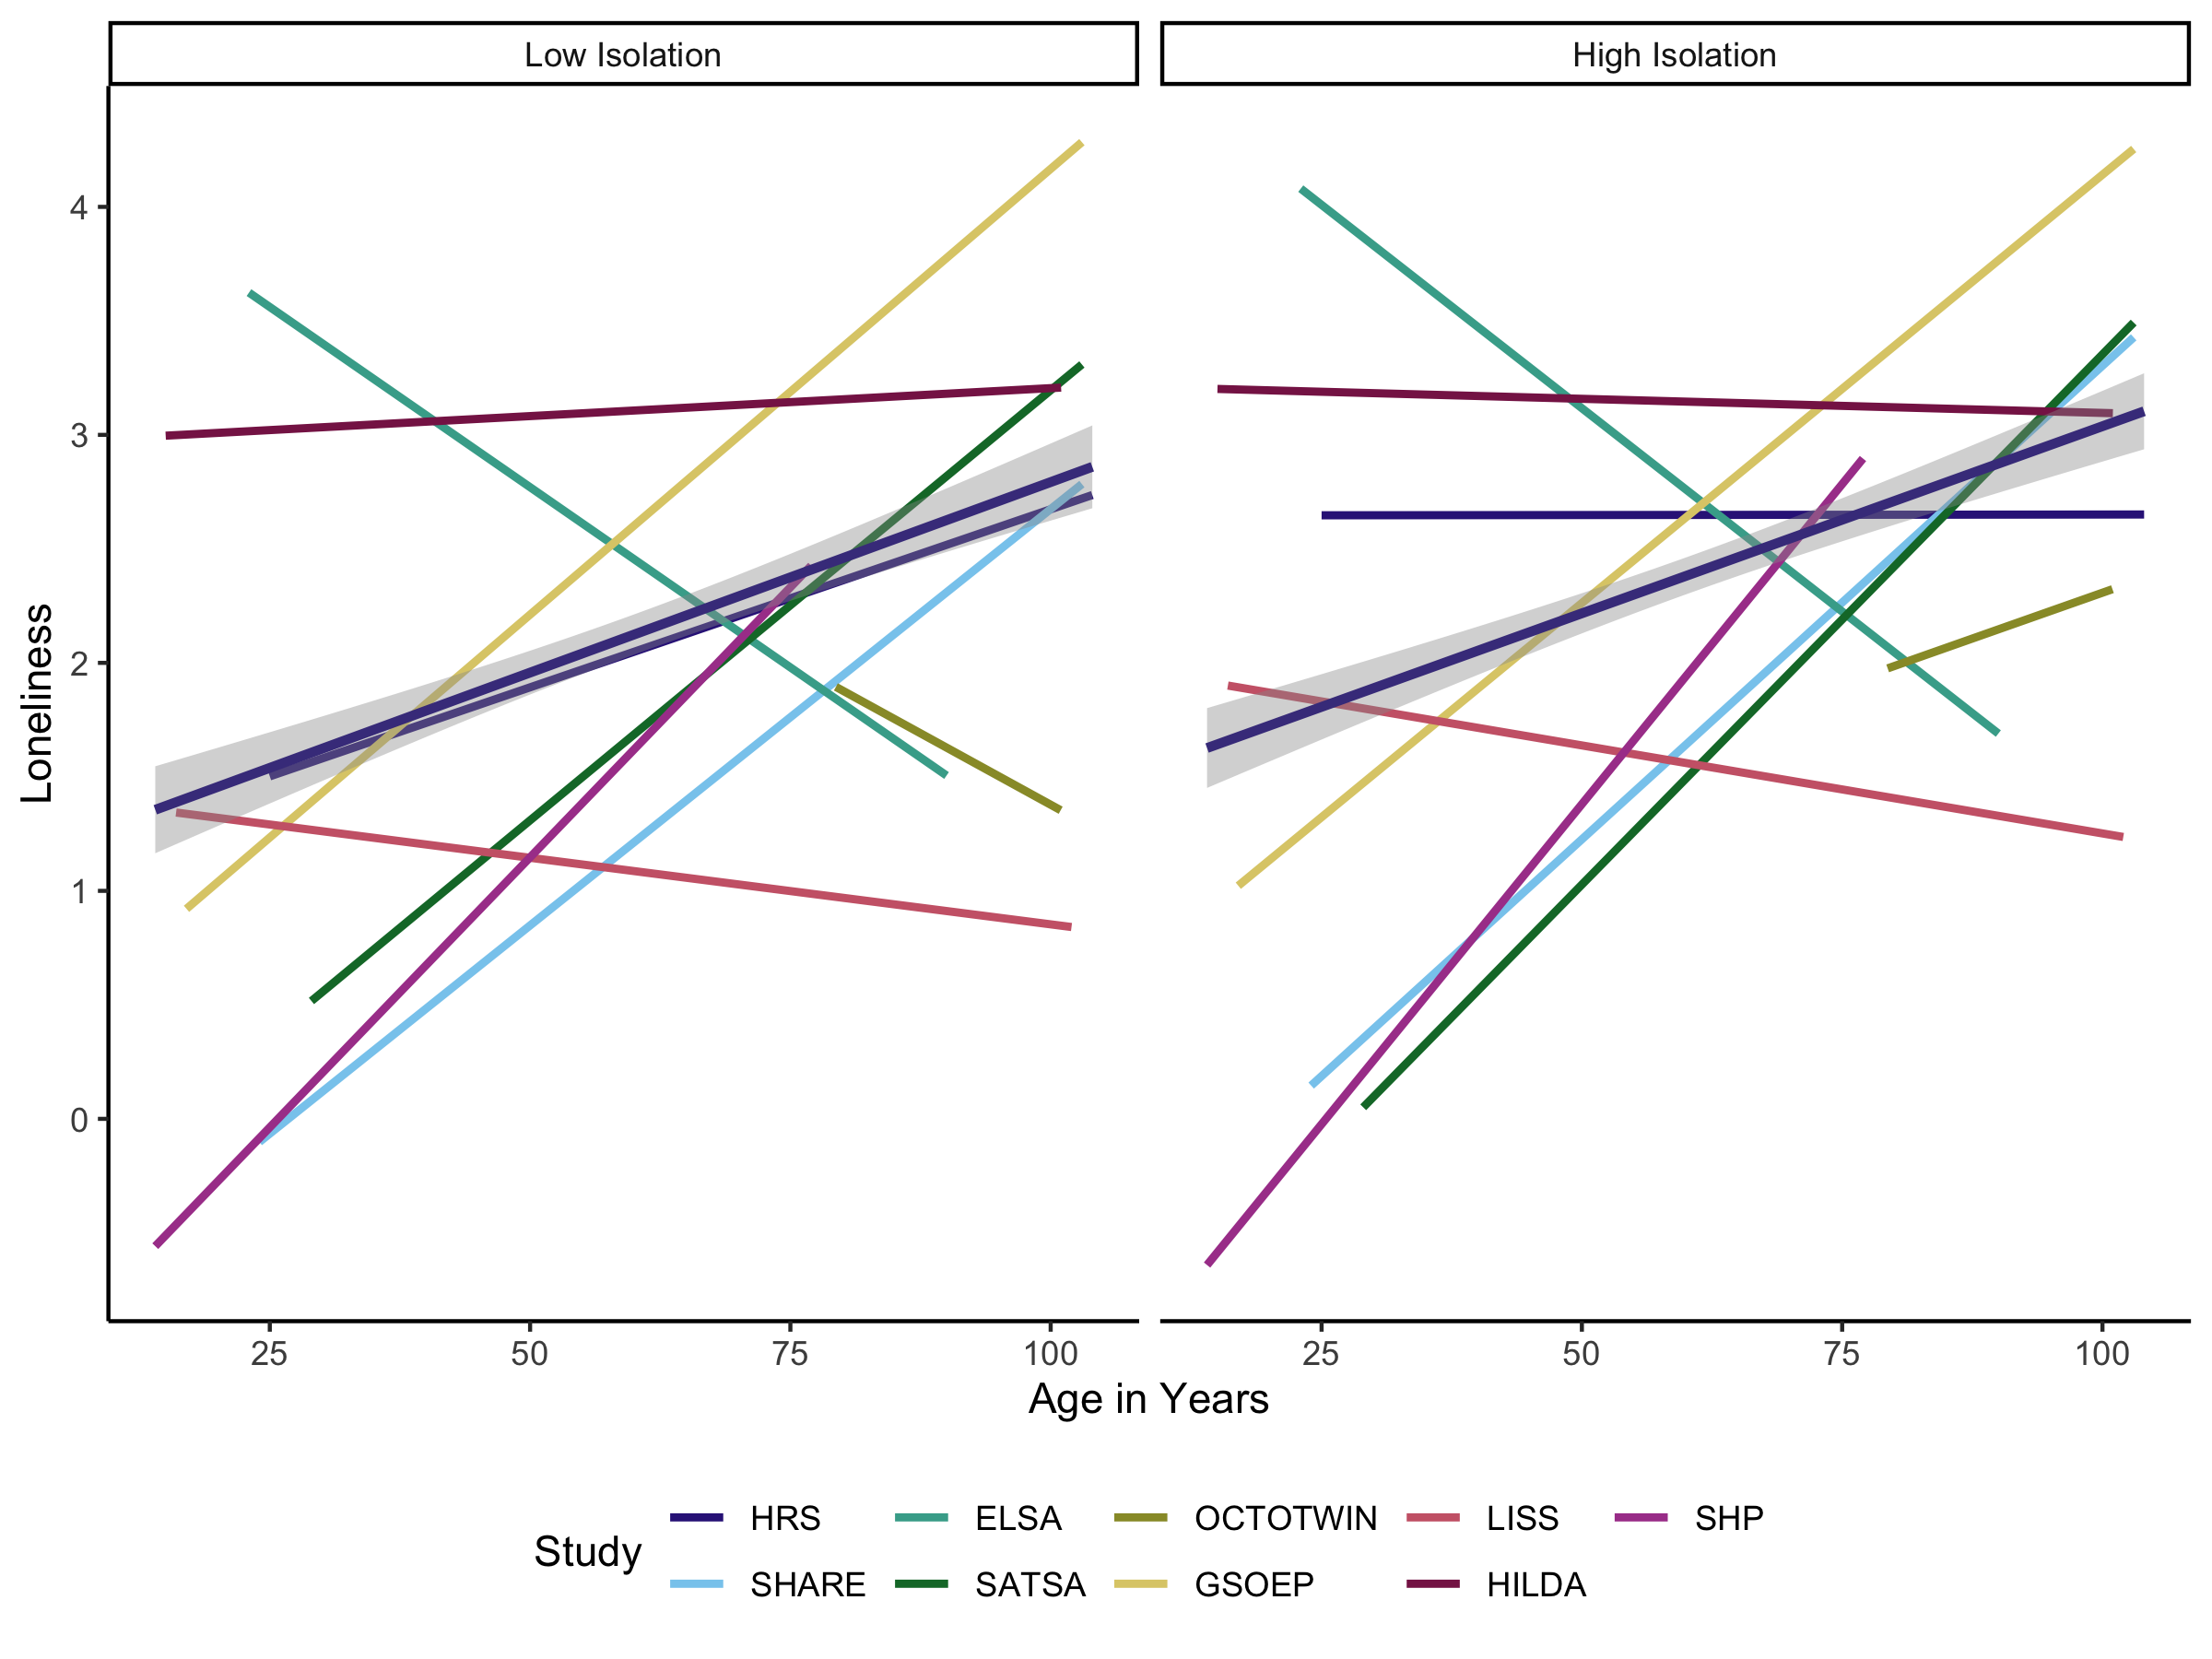 Low Isolation
High Isolation
Loneliness
4
3
2
1
0
25 50 75 100
25 50 75 100
Age in Years
Study
HRS ELSA OCTOTWIN LISS SHP
SHARE SATSA GSOEP HILDA